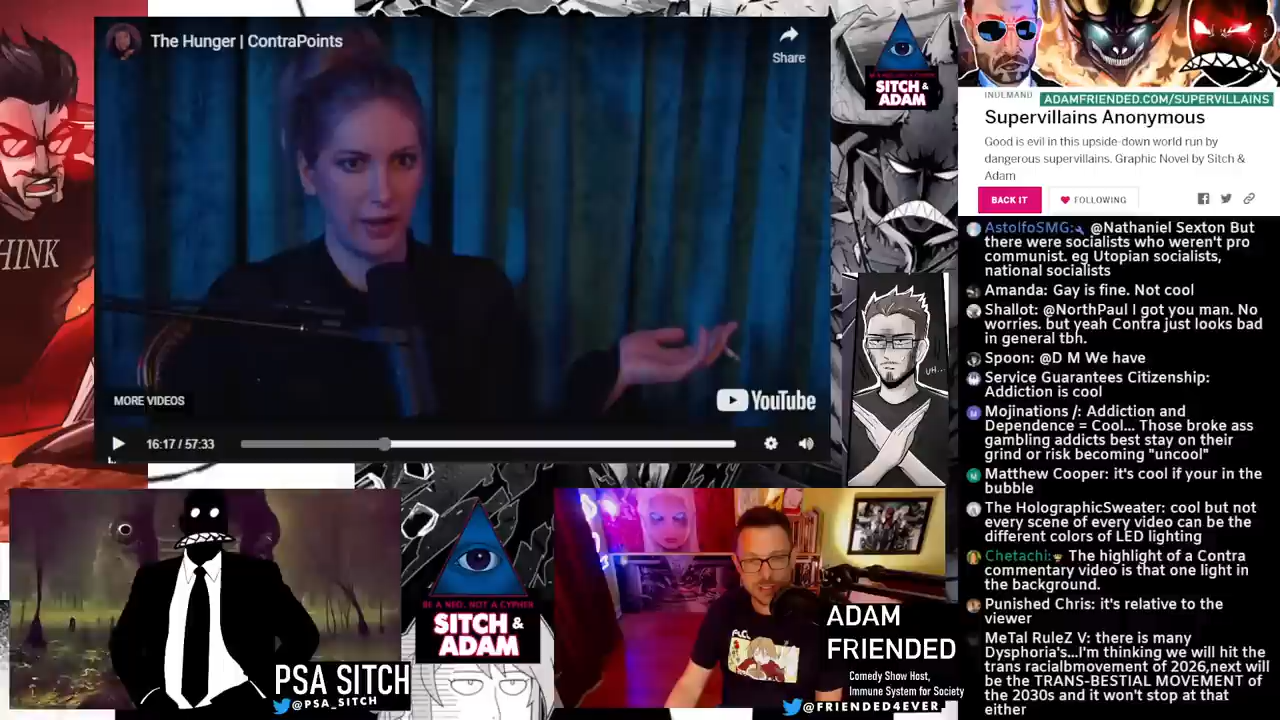 The Hunger | ContraPoints
Share
MORE VIDEOS
YouTube
16:17 / 57:33
HINK
BE A NEO, NOT A CYPHER
SITCH &
ADAM
UH...
INDEMAND
ADAMFRIENDED.COM/SUPERVILLAINS
Supervillains Anonymous
Good is evil in this upside-down world run by
dangerous supervillains. Graphic Novel by Sitch &
Adam
BACK IT
FOLLOWING
AstolfoSMG: @Nathaniel Sexton But
there were socialists who weren't pro
communist. eg Utopian socialists,
national socialists
Amanda: Gay is fine. Not cool
Shallot: @NorthPaul I got you man. No
worries. but yeah Contra just looks bad
in general tbh.
Spoon: @D M We have
Service Guarantees Citizenship:
Addiction is cool
Mojinations /: Addiction and
Dependence = Cool... Those broke ass
gambling addicts best stay on their
grind or risk becoming "uncool"
Matthew Cooper: it's cool if your in the
bubble
The HolographicSweater: cool but not
every scene of every video can be the
different colors of LED lighting
Chetachi: The highlight of a Contra
commentary video is that one light in
the background.
Punished Chris: it's relative to the
viewer
MeTal RuleZ V: there is many
Dysphoria's...I'm thinking we will hit the
trans racialbmovement of 2026,next will
be the TRANS-BESTIAL MOVEMENT of
the 2030s and it won't stop at that
either
PSA SITCH
@PSA_SITCH
BE A NEO, NOT A CYPHER
SITCH &
ADAM
ADAM
FRIENDED
Comedy Show Host,
Immune System for Society
@FRIENDED4EVER